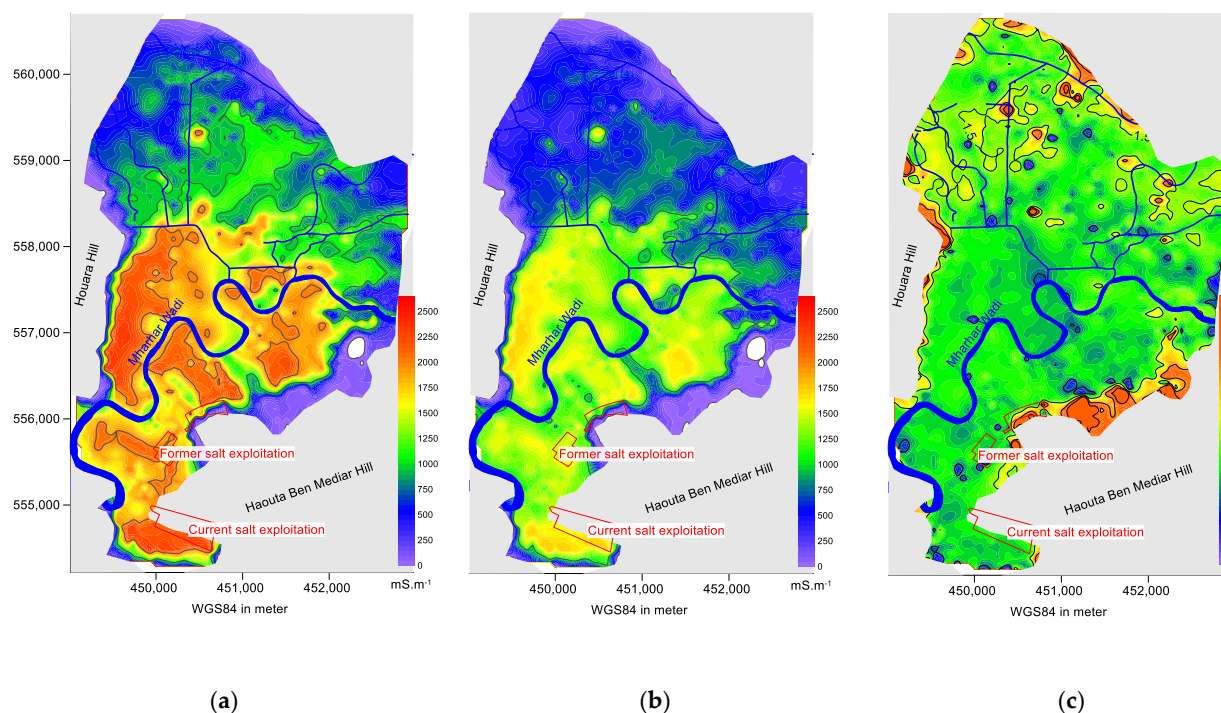 560,000
559,000
558,000
557,000
556,000
555,000
Houara Hill
Mharhar Wadi
Former salt exploitation
Haouta Ben Mediar Hill
Current salt exploitation
2500
2250
2000
1750
1500
1250
1000
750
500
250
0
mS.m-1
450,000
451,000
452,000
WGS84 in meter
(a)
Houara Hill
Mharhar Wadi
Former salt exploitation
Haouta Ben Mediar Hill
Current salt exploitation
2500
2250
2000
1750
1500
1250
1000
750
500
250
0
mS.m-1
450,000
451,000
452,000
WGS84 in meter
(b)
1.5
Houara Hill
Mharhar Wadi
Former salt exploitation
Haouta Ben Mediar Hill
Current salt exploitation
450,000
451,000
452,000
WGS84 in meter
(c)